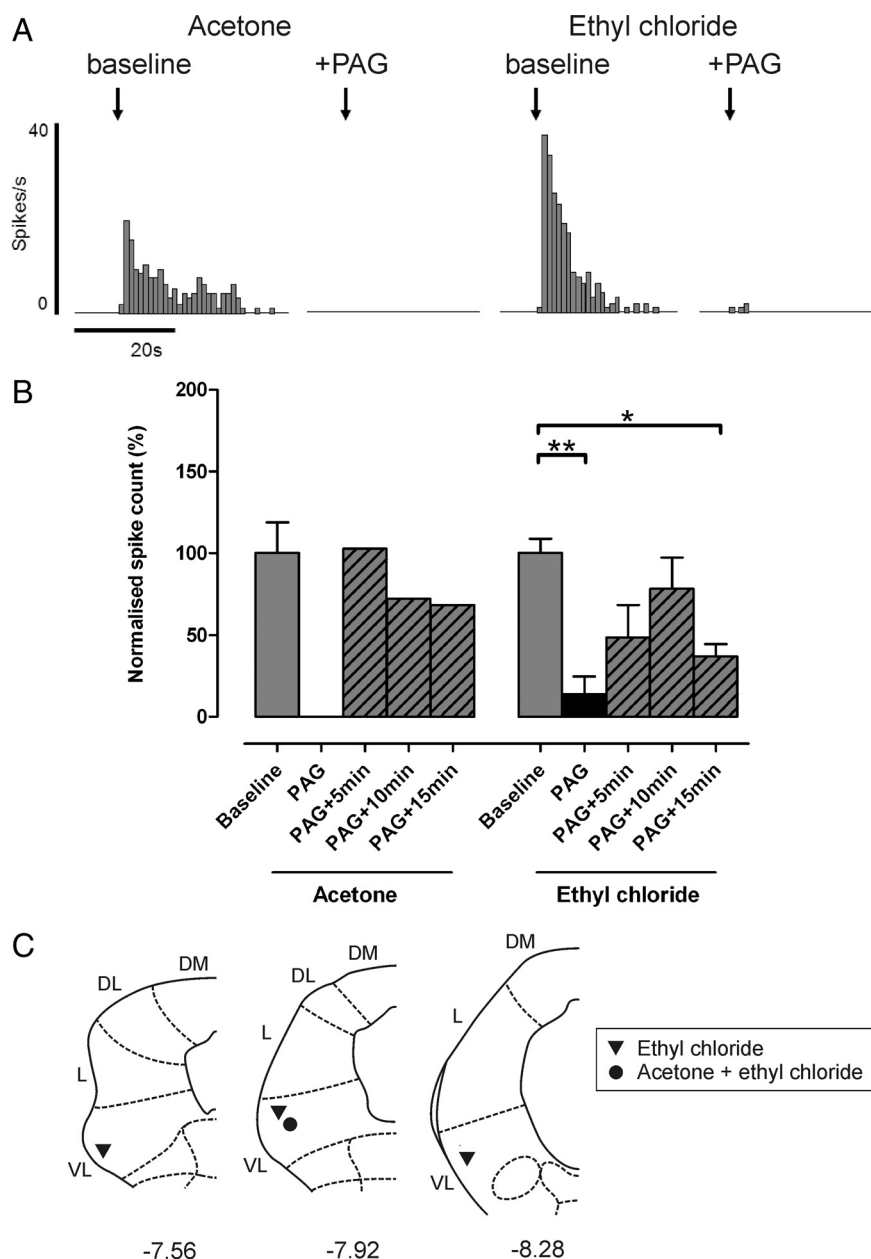 A
Acetone
Ethyl chloride
baseline
+PAG
baseline
+PAG
40
Spikes/s
0
20s
B
200
150
100
50
0
Normalised spike count (%)
*
**
Baseline
PAG
PAG+5min
PAG+10min
PAG+15min
Baseline
PAG
PAG+5min
PAG+10min
PAG+15min
Acetone
Ethyl chloride
C
DM
DL
L
VL
-7.56
DM
DL
L
VL
-7.92
DM
L
VL
-8.28
Ethyl chloride
Acetone + ethyl chloride